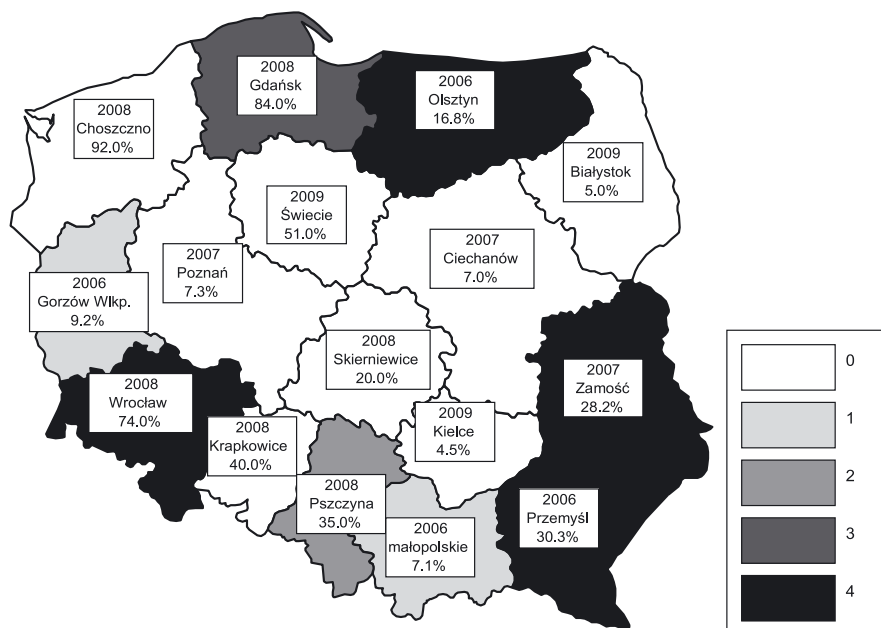 2008
Gdańsk
84.0%
2006
Olsztyn
16.8%
2008
Choszczno
92.0%
2009
Białystok
5.0%
2009
Świecie
51.0%
2007
Poznań
7.3%
2007
Ciechanów
7.0%
2006
Gorzów Wlkp.
9.2%
2008
Skierniewice
20.0%
2007
Zamość
28.2%
2008
Wrocław
74.0%
2009
Kielce
4.5%
2008
Krapkowice
40.0%
2008
Pszczyna
35.0%
2006
Przemyśl
30.3%
2006
małopolskie
7.1%
0
1
2
3
4